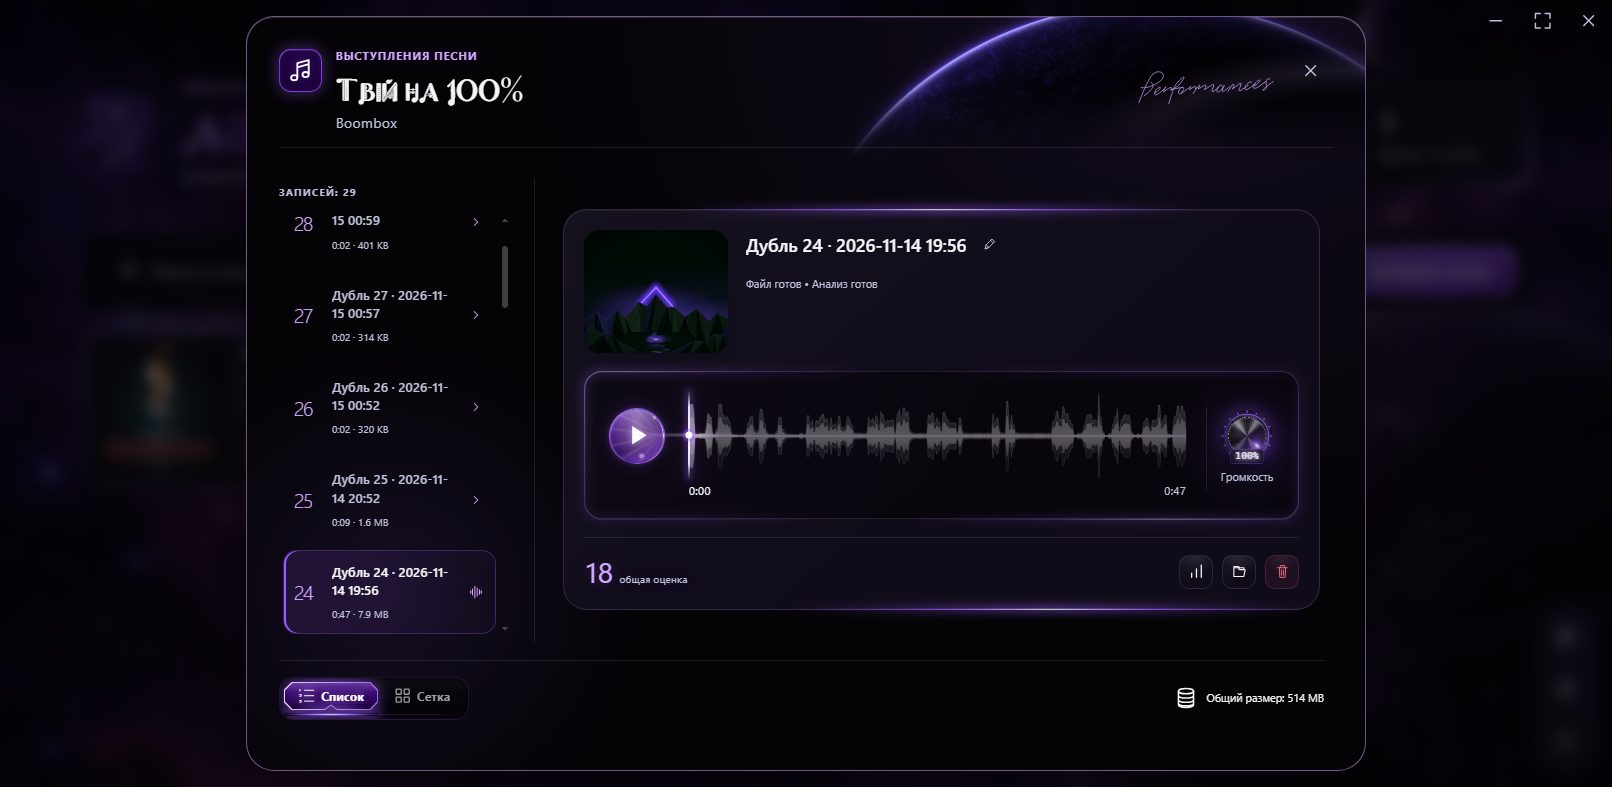 ВЫСТУПЛЕНИЯ ПЕСНИ
Твій на 100%
Boombox
Performances
ЗАПИСЕЙ: 29
28
15 00:59
0:02 · 401 KB
27
Дубль 27 · 2026-11-
15 00:57
0:02 · 314 KB
26
Дубль 26 · 2026-11-
15 00:52
0:02 · 320 KB
25
Дубль 25 · 2026-11-
14 20:52
0:09 · 1.6 MB
24
Дубль 24 · 2026-11-
14 19:56
0:47 · 7.9 MB
Дубль 24 · 2026-11-14 19:56
Файл готов • Анализ готов
0:00
0:47
100%
Громкость
18 общая оценка
Список
Сетка
Общий размер: 514 MB